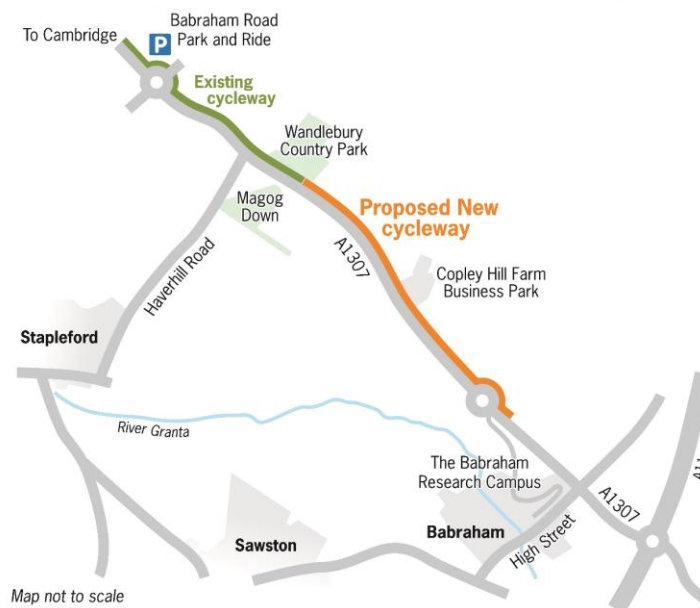 Babraham Road
Park and Ride
To Cambridge
P
Existing
cycleway
Wandlebury
Country Park
Magog
Down
Proposed New
cycleway
A1307
Haverhill Road
Copley Hill Farm
Business Park
Stapleford
River Granta
The Babraham
Research Campus
A11
A1307
Babraham
High Street
Sawston
Map not to scale